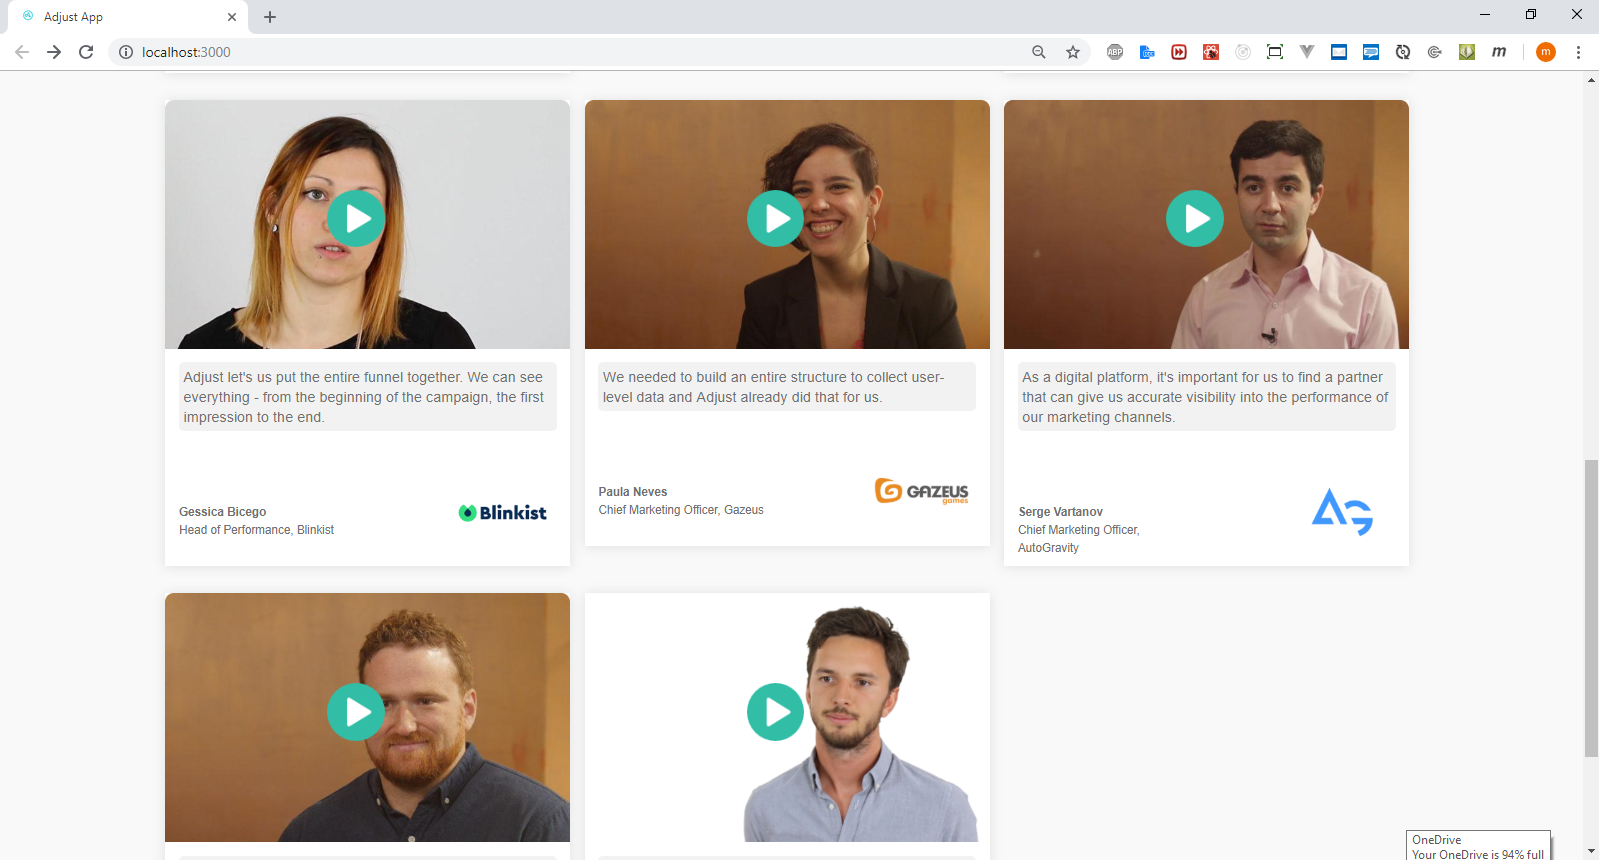 Adjust App
localhost:3000
ABP
m
m
Adjust let's us put the entire funnel together. We can see
everything - from the beginning of the campaign, the first
impression to the end.
Gessica Bicego
Head of Performance, Blinkist
Blinkist
We needed to build an entire structure to collect user-
level data and Adjust already did that for us.
Paula Neves
Chief Marketing Officer, Gazeus
GAZEUS
games
As a digital platform, it's important for us to find a partner
that can give us accurate visibility into the performance of
our marketing channels.
Serge Vartanov
Chief Marketing Officer,
AutoGravity
AG
OneDrive
Your OneDrive is 94% full